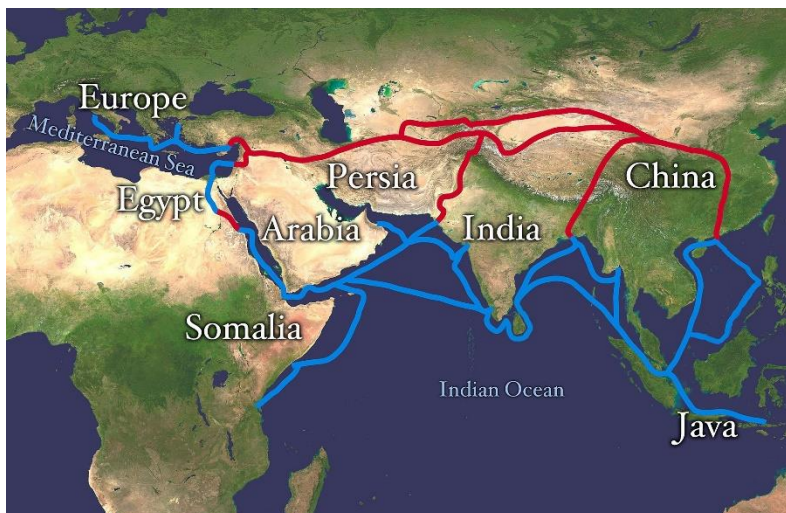 Europe
Mediterranean Sea
Egypt
Arabia
Persia
India
China
Somalia
Indian Ocean
Java